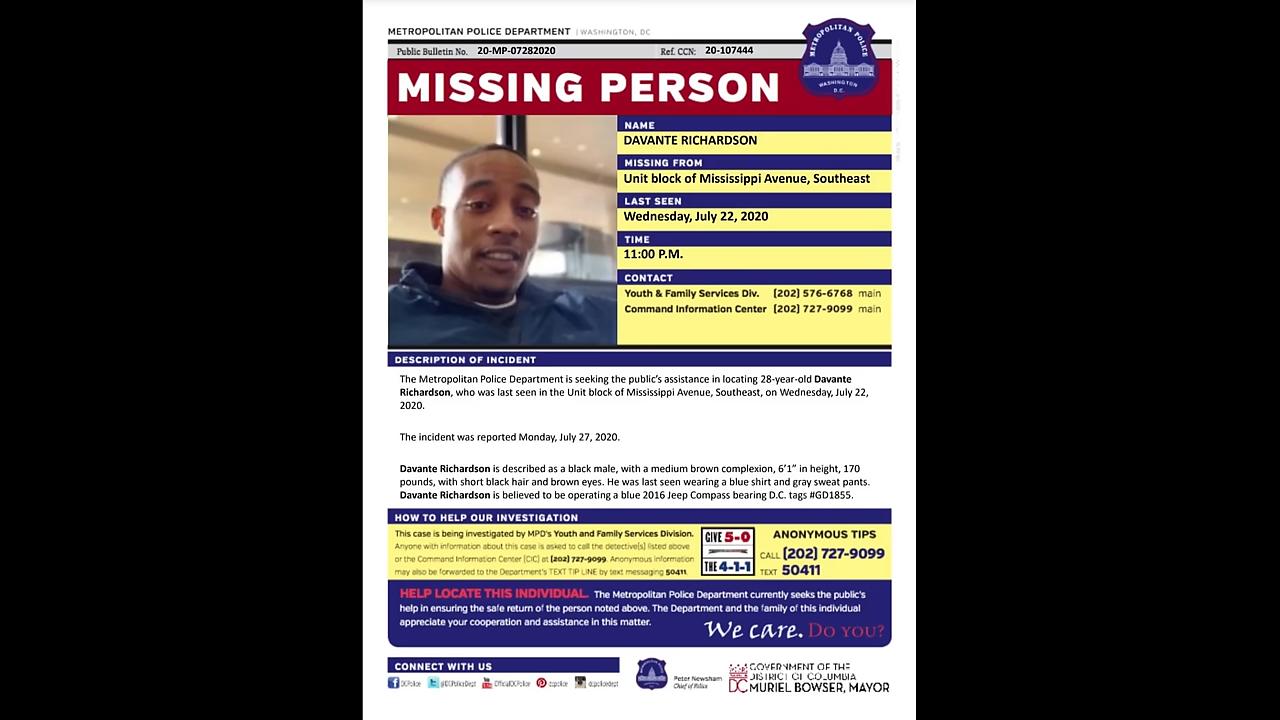 METROPOLITAN POLICE DEPARTMENT | WASHINGTON, DC
Public Bulletin No. 20-MP-07282020 Ref. CCN: 20-107444
METROPOLITAN POLICE
WASHINGTON
D.C.
MISSING PERSON
NAME
DAVANTE RICHARDSON
MISSING FROM
Unit block of Mississippi Avenue, Southeast
LAST SEEN
Wednesday, July 22, 2020
TIME
11:00 P.M.
CONTACT
Youth & Family Services Div. (202) 576-6768 main
Command Information Center (202) 727-9099 main
DESCRIPTION OF INCIDENT
The Metropolitan Police Department is seeking the public's assistance in locating 28-year-old Davante
Richardson, who was last seen in the Unit block of Mississippi Avenue, Southeast, on Wednesday, July 22,
2020.
The incident was reported Monday, July 27, 2020.
Davante Richardson is described as a black male, with a medium brown complexion, 6'1" in height, 170
pounds, with short black hair and brown eyes. He was last seen wearing a blue shirt and gray sweat pants.
Davante Richardson is believed to be operating a blue 2016 Jeep Compass bearing D.C. tags #GD1855.
HOW TO HELP OUR INVESTIGATION
This case is being investigated by MPD's Youth and Family Services Division.
Anyone with information about this case is asked to call the detective(s) listed above
or the Command Information Center (CIC) at (202) 727-9099. Anonymous information
may also be forwarded to the Department's TEXT TIP LINE by text messaging 50411.
GIVE 5-0
THE 4-1-1
ANONYMOUS TIPS
CALL (202) 727-9099
TEXT 50411
HELP LOCATE THIS INDIVIDUAL. The Metropolitan Police Department currently seeks the public's
help in ensuring the safe return of the person noted above. The Department and the family of this individual
appreciate your cooperation and assistance in this matter.
We care. Do you?
CONNECT WITH US
DCPolice @DCPoliceDept OfficialDCPolice dcpolice dcpolicedept
Peter Newsham
Chief of Police
GOVERNMENT OF THE
DISTRICT OF COLUMBIA
DC MURIEL BOWSER, MAYOR